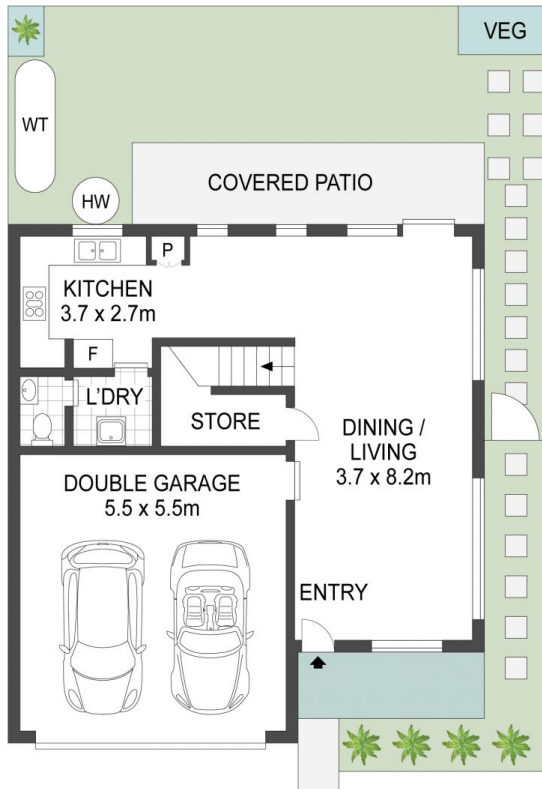 VEG
WT
COVERED PATIO
HW
P
KITCHEN
3.7 x 2.7m
F
L'DRY
STORE
DINING /
LIVING
3.7 x 8.2m
DOUBLE GARAGE
5.5 x 5.5m
ENTRY